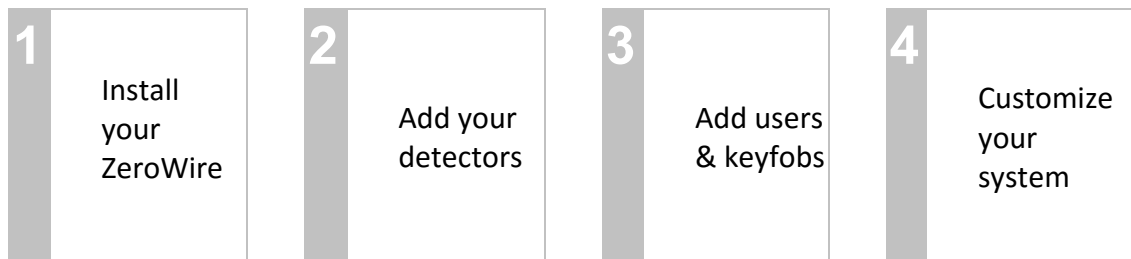 1
Install
your
ZeroWire
2
Add your
detectors
3
Add users
& keyfobs
4
Customize
your
system